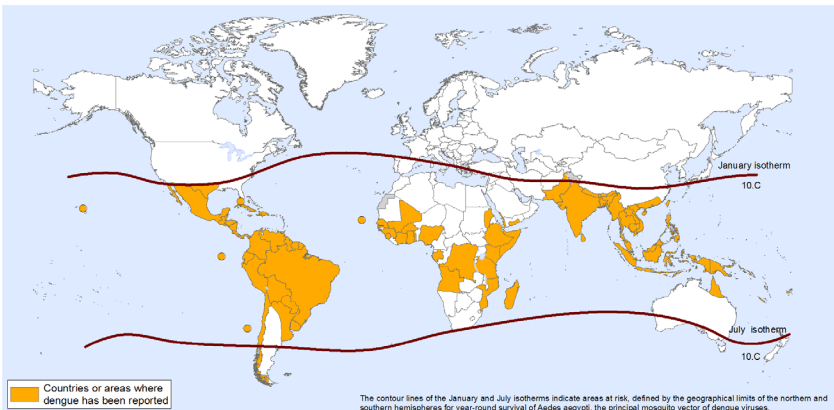 January isotherm
10.C
July isotherm
10.C
Countries or areas where
dengue has been reported
The contour lines of the January and July isotherms indicate areas at risk, defined by the geographical limits of the northern and
southern hemispheres for year-round survival of Aedes aegypti, the principal mosquito vector of dengue viruses.